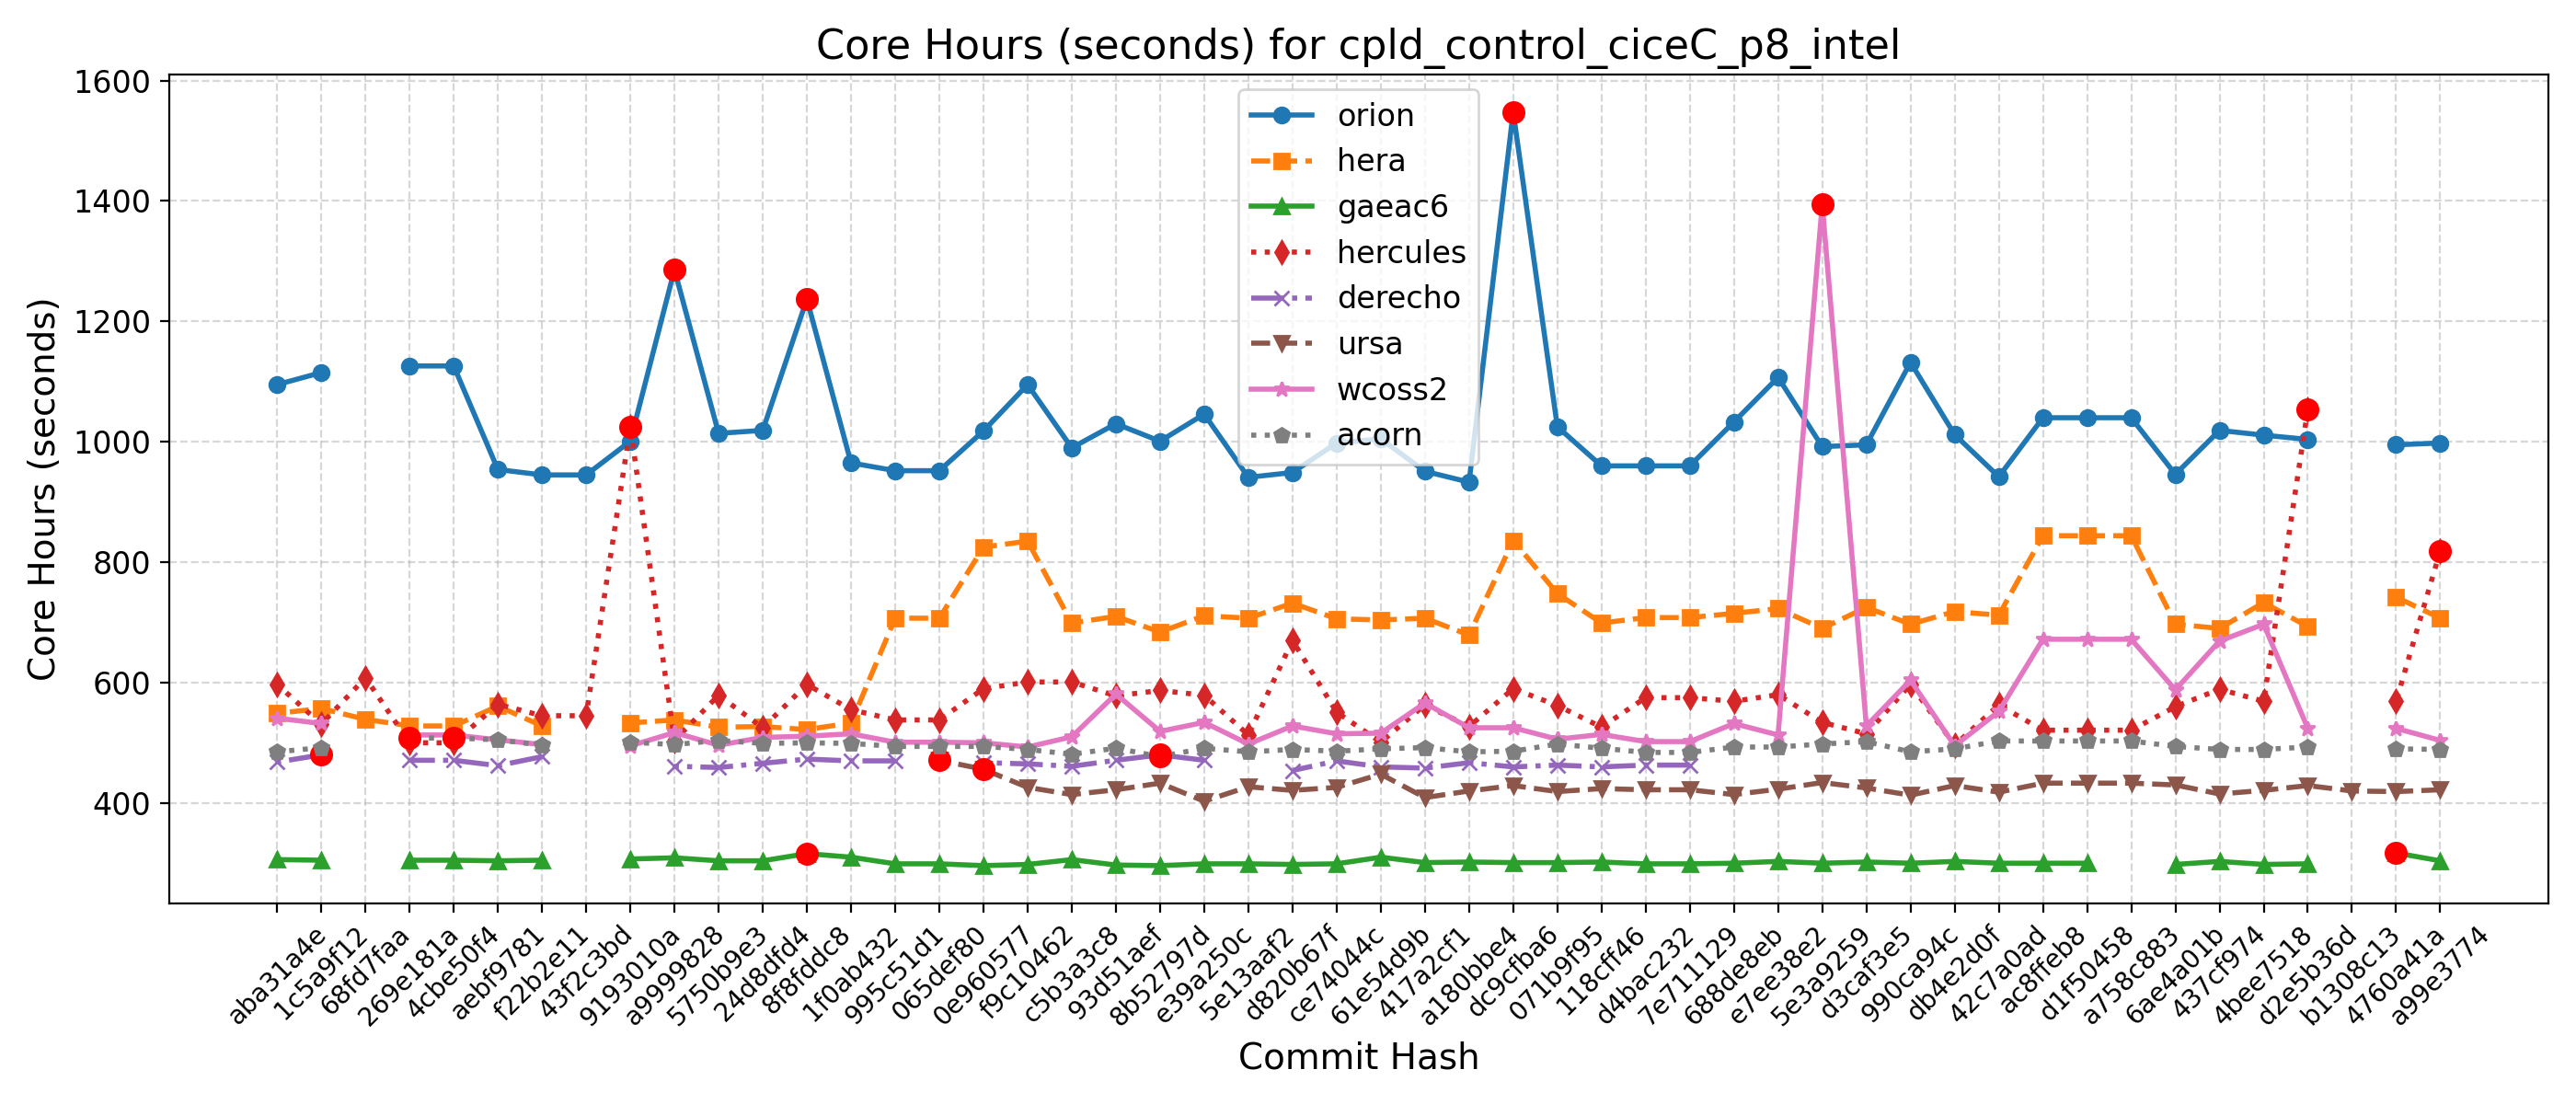 Core Hours (seconds) for cpld_control_ciceC_p8_intel
Core Hours (seconds)
1600
1400
1200
1000
800
600
400
orion
hera
gaeac6
hercules
derecho
ursa
wcoss2
acorn
aba31a4e
1c5a9f12
68fd7faa
269e181a
4cbe50f4
aebf9781
f22b2e11
43f2c3bd
9193010a
a9999828
5750b9e3
24d8dfd4
8f8fddc8
1f0ab432
995c51d1
065def80
0e960577
f9c10462
c5b3a3c8
93d51aef
8b52797d
e39a250c
5e13aaf2
d820b67f
ce74044c
61e54d9b
417a2cf1
a180bbe4
dc9cfba6
071b9f95
118cff46
d4bac232
7e711129
688de8eb
e7ee38e2
5e3a9259
d3caf3e5
990ca94c
db4e2d0f
42c7a0ad
ac8ffeb8
d1f50458
a758c883
6ae4a01b
437cf974
4bee7518
d2e5b36d
b1308c13
4760a41a
a99e3774
Commit Hash